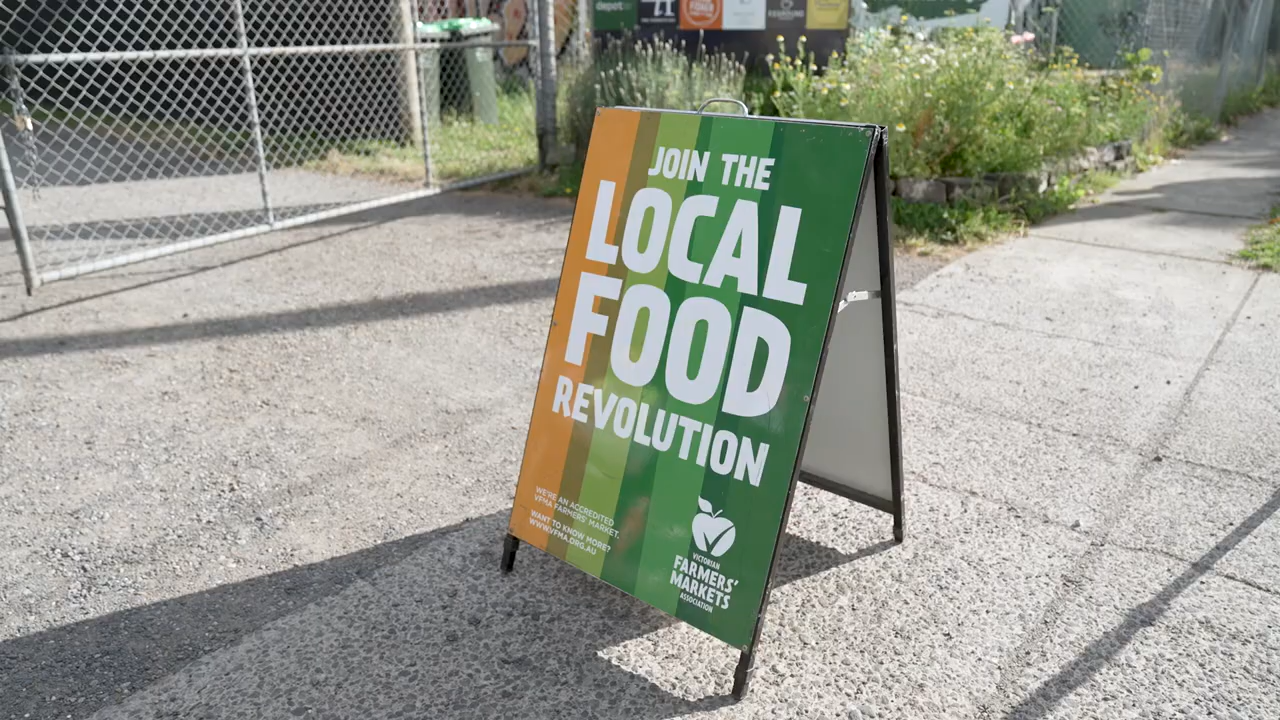 depot
JOIN THE
LOCAL
FOOD
REVOLUTION
WE'RE AN ACCREDITED
VFMA FARMERS' MARKET.
WANT TO KNOW MORE?
WWW.VFMA.ORG.AU
VICTORIAN
FARMERS'
MARKETS
ASSOCIATION